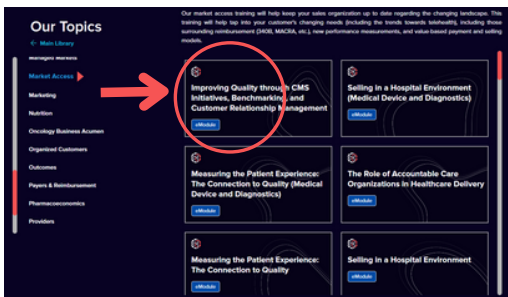 Our Topics
← Main Library
Managed Markets
Market Access
Marketing
Nutrition
Oncology Business Acumen
Organized Customers
Outcomes
Payers & Reimbursement
Pharmacoeconomics
Providers
Our market access training will help keep your sales organization up to date regarding the changing landscape. This
training will help tap into your customer's changing needs (including the trends towards telehealth), including those
surrounding reimbursement (340B, MACRA, etc.), new performance measurements, and value-based payment and selling
models.
Improving Quality through CMS
Initiatives, Benchmarking, and
Customer Relationship Management
eModule
Selling in a Hospital Environment
(Medical Device and Diagnostics)
eModule
Measuring the Patient Experience:
The Connection to Quality (Medical
Device and Diagnostics)
eModule
The Role of Accountable Care
Organizations in Healthcare Delivery
eModule
Measuring the Patient Experience:
The Connection to Quality
eModule
Selling in a Hospital Environment
eModule